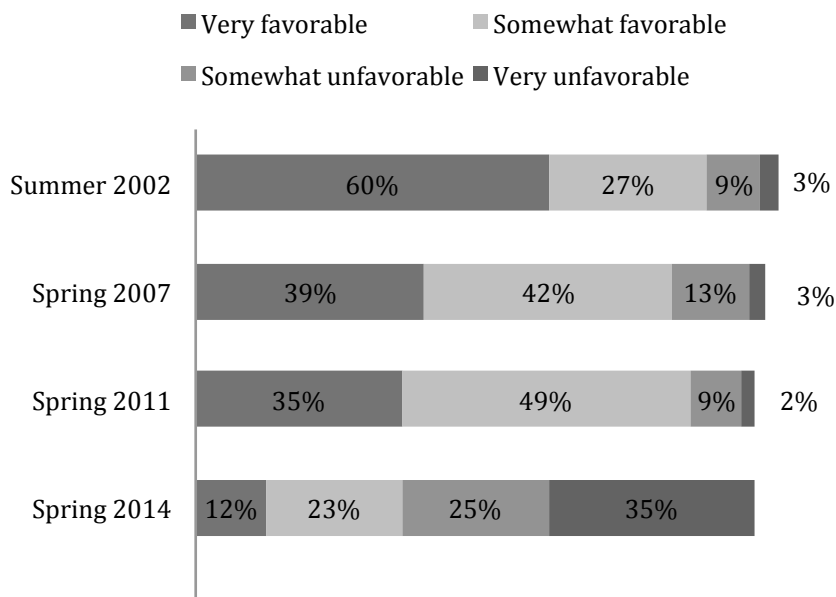 Very favorable Somewhat favorable
Somewhat unfavorable Very unfavorable
Summer 2002 60% 27% 9% 3%
Spring 2007 39% 42% 13% 3%
Spring 2011 35% 49% 9% 2%
Spring 2014 12% 23% 25% 35%